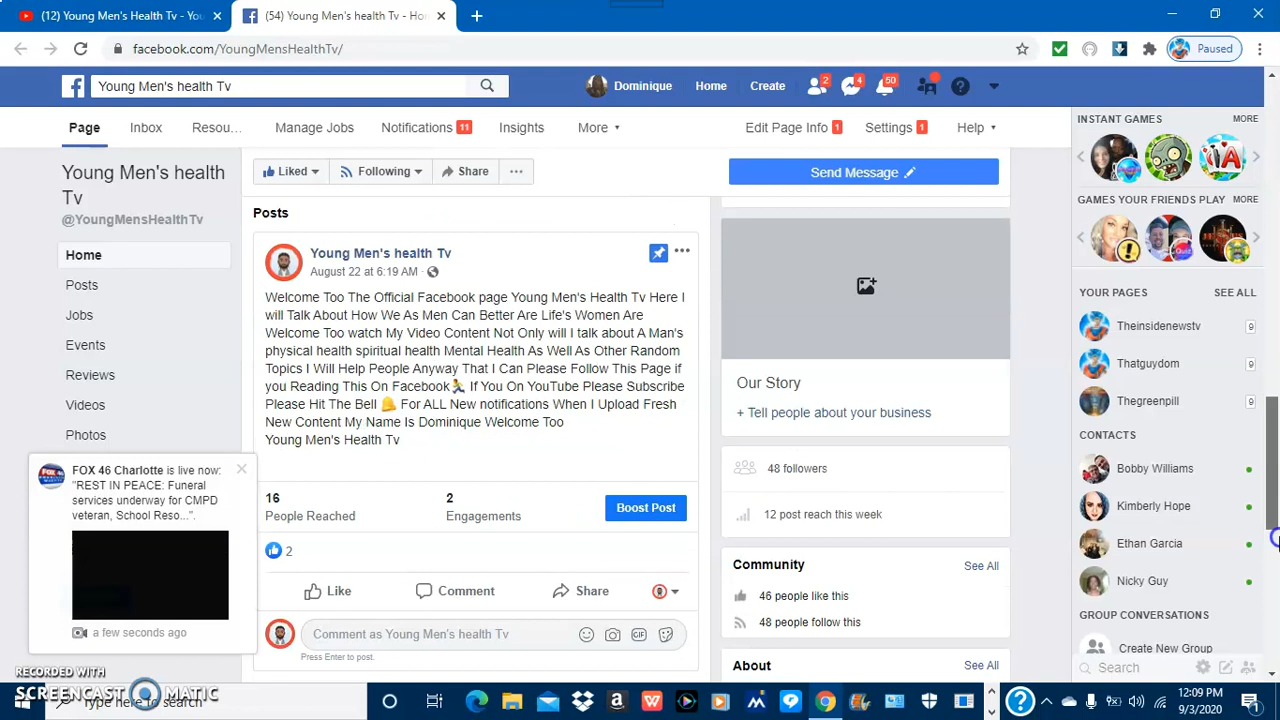 (12) Young Men's Health Tv - You
(54) Young Men's health Tv - Hom
facebook.com/YoungMensHealthTv/
Paused
Young Men's health Tv
Dominique
Home
Create
2
4
50
Page
Inbox
Resou...
Manage Jobs
Notifications 11
Insights
More
Edit Page Info 1
Settings 1
Help
Young Men's health
Tv
@YoungMensHealthTv
Home
Posts
Jobs
Events
Reviews
Videos
Photos
Liked
Following
Share
Send Message
Posts
Young Men's health Tv
August 22 at 6:19 AM
Welcome Too The Official Facebook page Young Men's Health Tv Here I
will Talk About How We As Men Can Better Are Life's Women Are
Welcome Too watch My Video Content Not Only will I talk about A Man's
physical health spiritual health Mental Health As Well As Other Random
Topics I Will Help People Anyway That I Can Please Follow This Page if
you Reading This On Facebook🏃 If You On YouTube Please Subscribe
Please Hit The Bell 🔔 For ALL New notifications When I Upload Fresh
New Content My Name Is Dominique Welcome Too
Young Men's Health Tv
16
People Reached
2
Engagements
Boost Post
2
Like
Comment
Share
Comment as Young Men's health Tv
GIF
Press Enter to post.
Our Story
+ Tell people about your business
48 followers
12 post reach this week
Community
See All
46 people like this
48 people follow this
About
See All
INSTANT GAMES
MORE
GAMES YOUR FRIENDS PLAY
MORE
YOUR PAGES
SEE ALL
Theinsidenewstv
9
Thatguydom
9
Thegreenpill
9
CONTACTS
Bobby Williams
Kimberly Hope
Ethan Garcia
Nicky Guy
GROUP CONVERSATIONS
Create New Group
Search
FOX 46 Charlotte is live now:
"REST IN PEACE: Funeral
services underway for CMPD
veteran, School Reso...".
a few seconds ago
RECORDED WITH
SCREENCAST MATIC
Type here to search
12:09 PM
9/3/2020
1